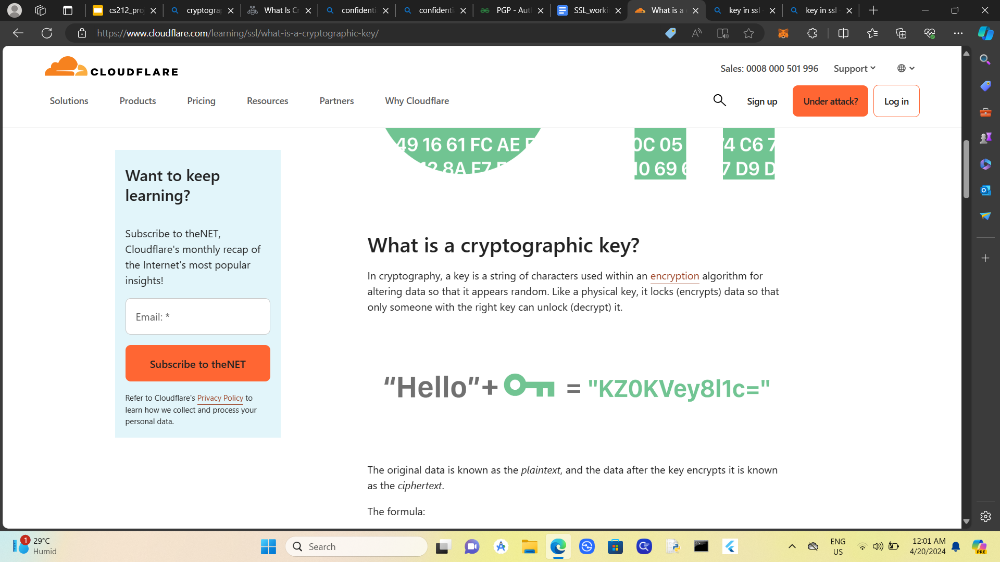 cs212_pro
cryptogra
What Is Cr
confidenti
confidenti
PGP - Aut
SSL_worki
What is a
key in ssl
key in ssl
https://www.cloudflare.com/learning/ssl/what-is-a-cryptographic-key/
CLOUDFLARE
Sales: 0008 000 501 996
Support
Solutions
Products
Pricing
Resources
Partners
Why Cloudflare
Sign up
Under attack?
Log in
49 16 61 FC AE
8A F7
0C 05
10 69
74 C6 7
7 D9 D
Want to keep
learning?
Subscribe to theNET,
Cloudflare's monthly recap of
the Internet's most popular
insights!
Email: *
Subscribe to theNET
Refer to Cloudflare's Privacy Policy to
learn how we collect and process your
personal data.
What is a cryptographic key?
In cryptography, a key is a string of characters used within an encryption algorithm for
altering data so that it appears random. Like a physical key, it locks (encrypts) data so that
only someone with the right key can unlock (decrypt) it.
“Hello”+ = "KZ0KVey8l1c="
The original data is known as the plaintext, and the data after the key encrypts it is known
as the ciphertext.
The formula:
1
29°C
Humid
Search
ENG
US
12:01 AM
4/20/2024
PRE